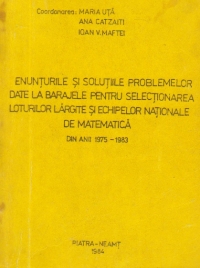 Coordonarea: MARIA UȚĂ
ANA CATZAITI
IOAN V. MAFTEI
ENUNȚURILE ȘI SOLUȚIILE PROBLEMELOR
DATE LA BARAJELE PENTRU SELECȚIONAREA
LOTURILOR LĂRGITE ȘI ECHIPELOR NAȚIONALE
DE MATEMATICĂ
DIN ANII 1975 - 1983
PIATRA-NEAMȚ
1984